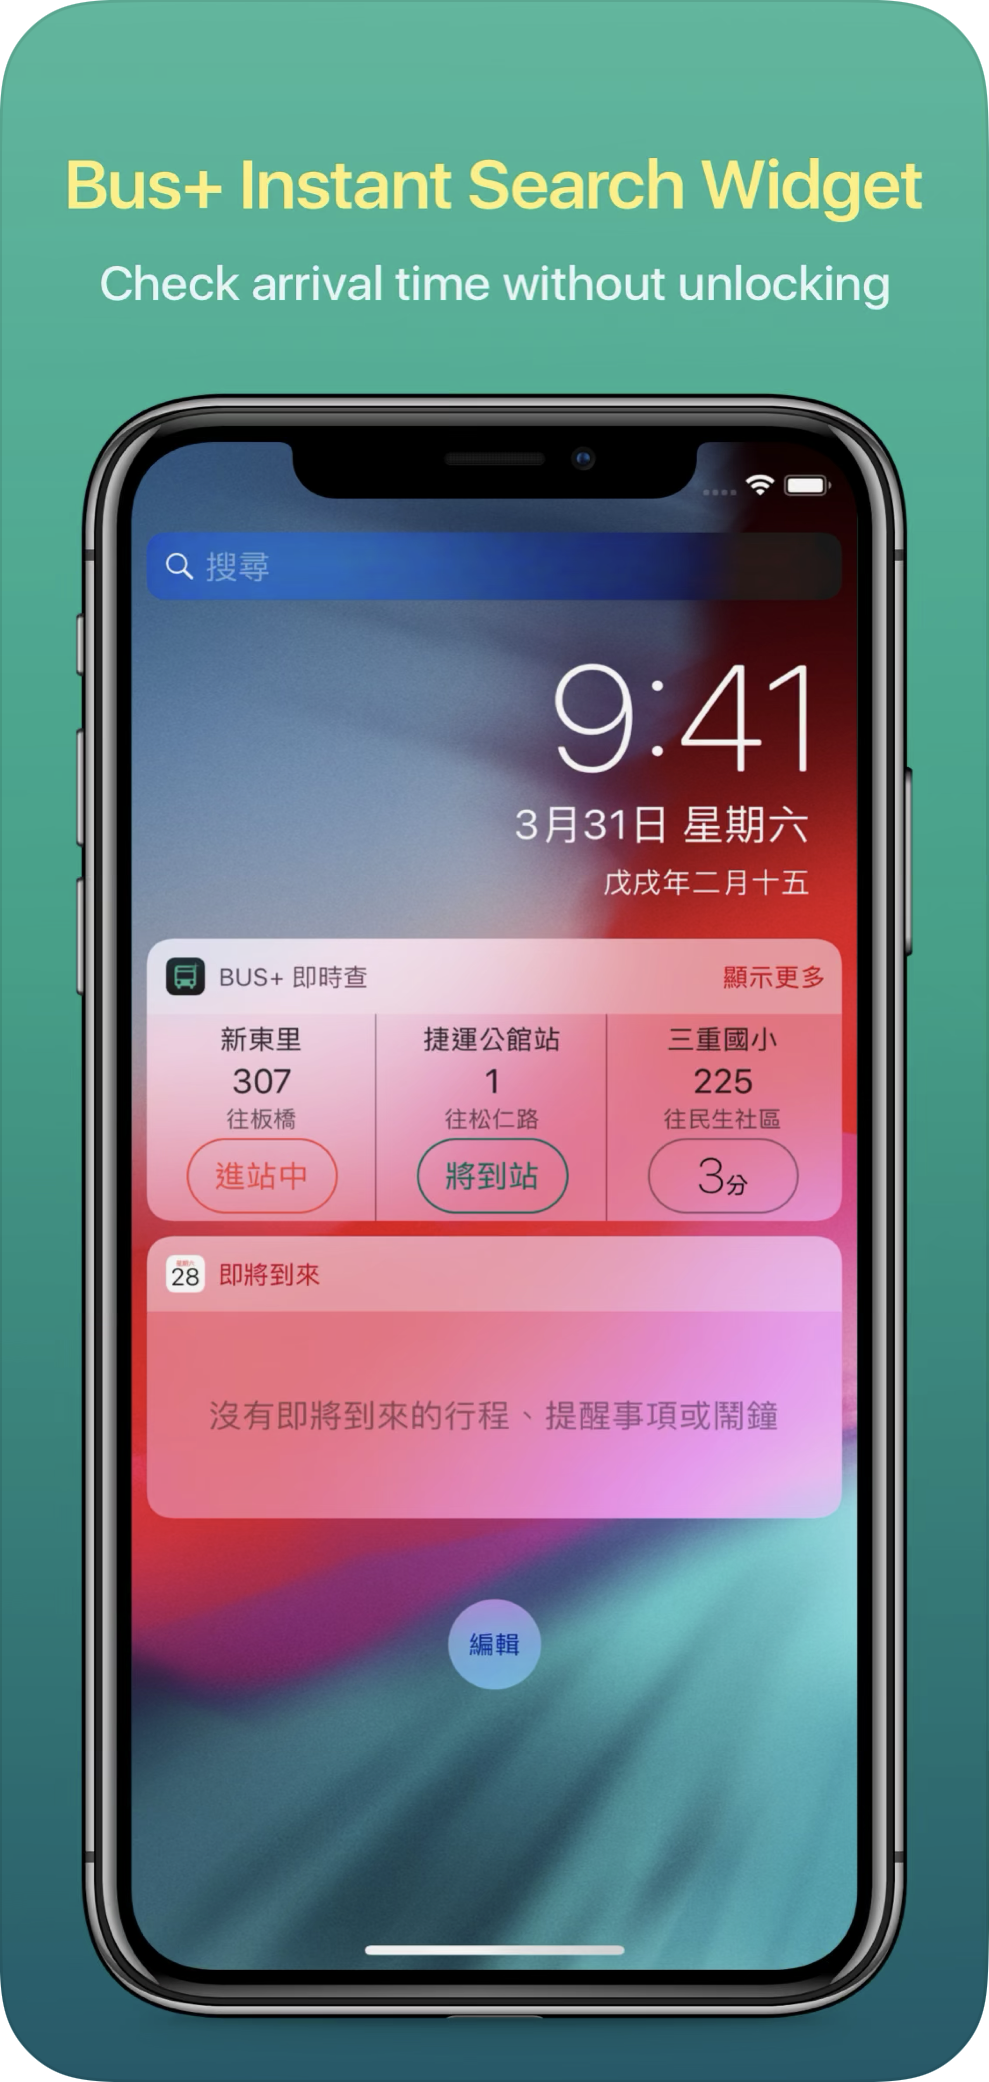 Bus+ Instant Search Widget
Check arrival time without unlocking
搜尋
9:41
3月31日 星期六
戊戌年二月十五
BUS+ 即時查 顯示更多
新東里 捷運公館站 三重國小
307 1 225
往板橋 往松仁路 往民生社區
進站中 將到站 3分
28 即將到來
沒有即將到來的行程、提醒事項或鬧鐘
編輯